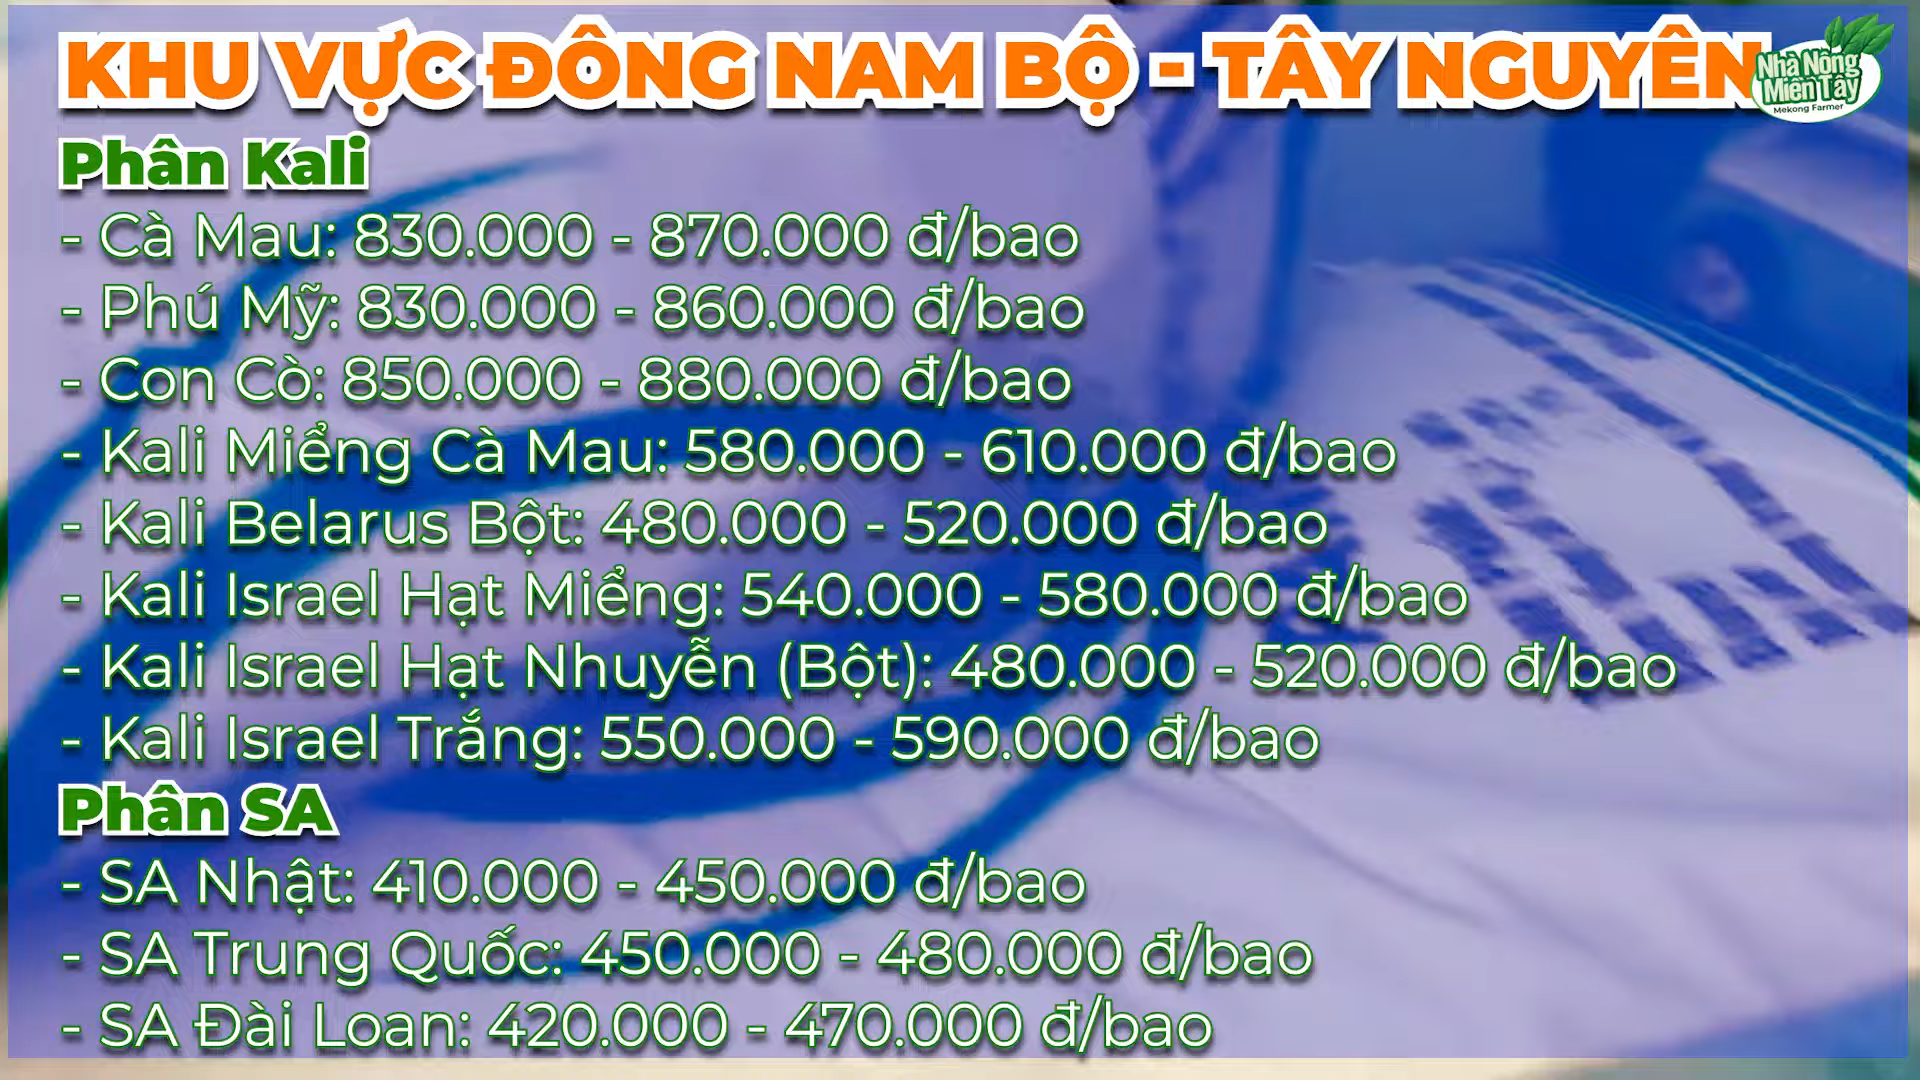 KHU VỰC ĐÔNG NAM BỘ - TÂY NGUYÊN
Nhà Nông
Miền Tây
Mekong Farmer
Phân Kali
- Cà Mau: 830.000 - 870.000 đ/bao
- Phú Mỹ: 830.000 - 860.000 đ/bao
- Con Cò: 850.000 - 880.000 đ/bao
- Kali Miểng Cà Mau: 580.000 - 610.000 đ/bao
- Kali Belarus Bột: 480.000 - 520.000 đ/bao
- Kali Israel Hạt Miểng: 540.000 - 580.000 đ/bao
- Kali Israel Hạt Nhuyễn (Bột): 480.000 - 520.000 đ/bao
- Kali Israel Trắng: 550.000 - 590.000 đ/bao
Phân SA
- SA Nhật: 410.000 - 450.000 đ/bao
- SA Trung Quốc: 450.000 - 480.000 đ/bao
- SA Đài Loan: 420.000 - 470.000 đ/bao